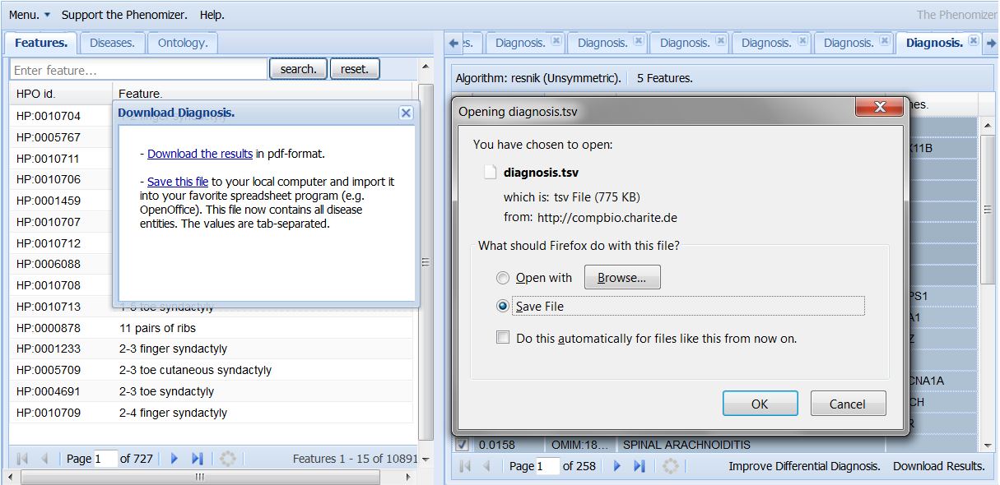 Menu. Support the Phenomizer. Help. The Phenomizer
Features. Diseases. Ontology.
Enter feature... search. reset.
HPO id. Feature.
HP:0010704 1-2 finger syndactyly
HP:0005767
HP:0010711
HP:0010706
HP:0001459
HP:0010707
HP:0010712
HP:0006088
HP:0010708
HP:0010713 1-5 toe syndactyly
HP:0000878 11 pairs of ribs
HP:0001233 2-3 finger syndactyly
HP:0005709 2-3 toe cutaneous syndactyly
HP:0004691 2-3 toe syndactyly
HP:0010709 2-4 finger syndactyly
Page 1 of 727 Features 1 - 15 of 10891
Download Diagnosis.
- Download the results in pdf-format.
- Save this file to your local computer and import it
into your favorite spreadsheet program (e.g.
OpenOffice). This file now contains all disease
entities. The values are tab-separated.
es. Diagnosis. Diagnosis. Diagnosis. Diagnosis. Diagnosis. Diagnosis.
Algorithm: resnik (Unsymmetric). 5 Features.
nes.
X11B
PS1
A1
Z
CNA1A
CH
R
Opening diagnosis.tsv
You have chosen to open:
diagnosis.tsv
which is: tsv File (775 KB)
from: http://compbio.charite.de
What should Firefox do with this file?
Open with Browse...
Save File
Do this automatically for files like this from now on.
OK Cancel
0.0158 OMIM:18... SPINAL ARACHNOIDITIS
Page 1 of 258 Improve Differential Diagnosis. Download Results.